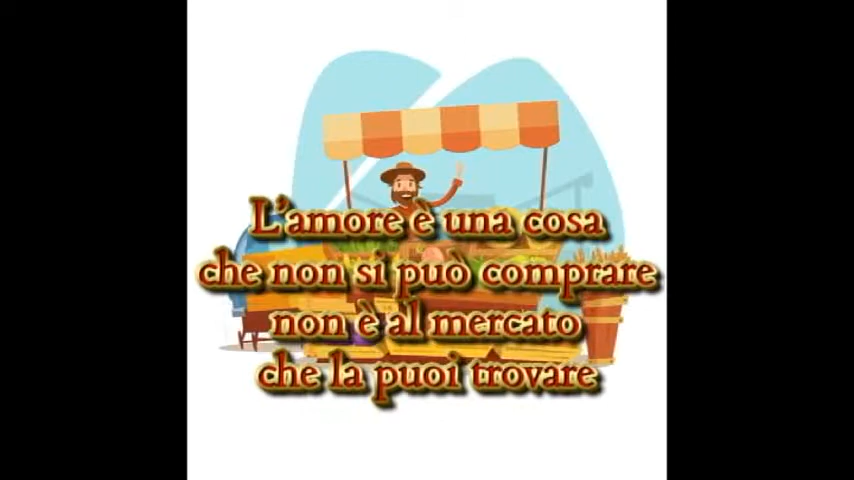 L'amore è una cosa
che non si può comprare
non è al mercato
che la puoi trovare